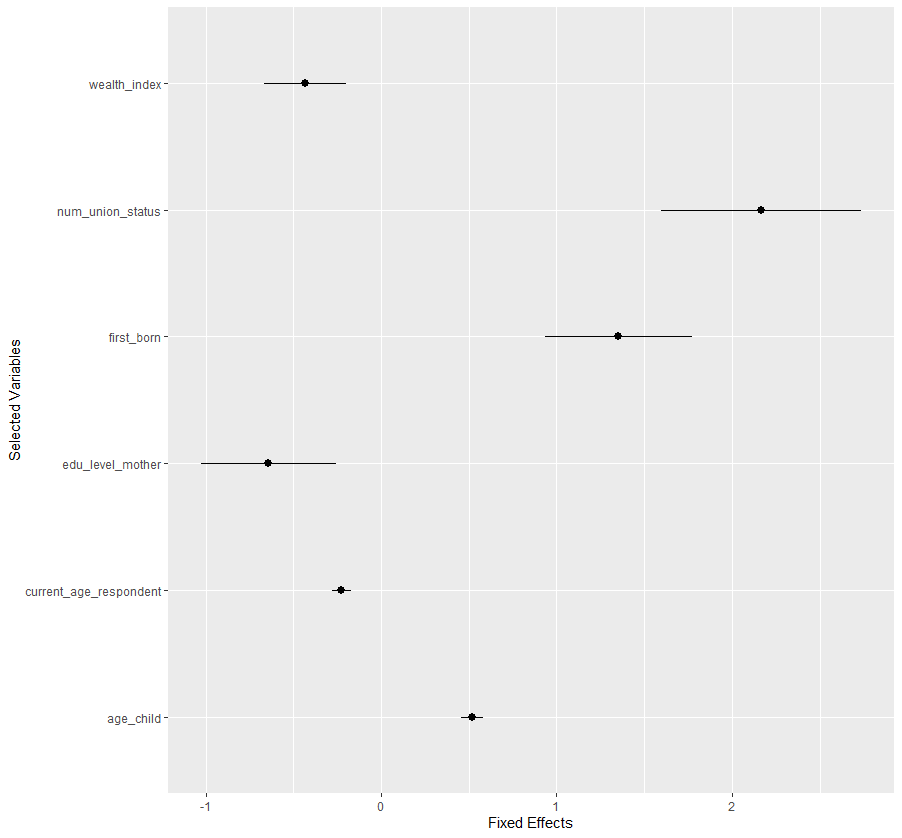 wealth_index
num_union_status
first_born
edu_level_mother
current_age_respondent
age_child
Selected Variables
-1 0 1 2
Fixed Effects